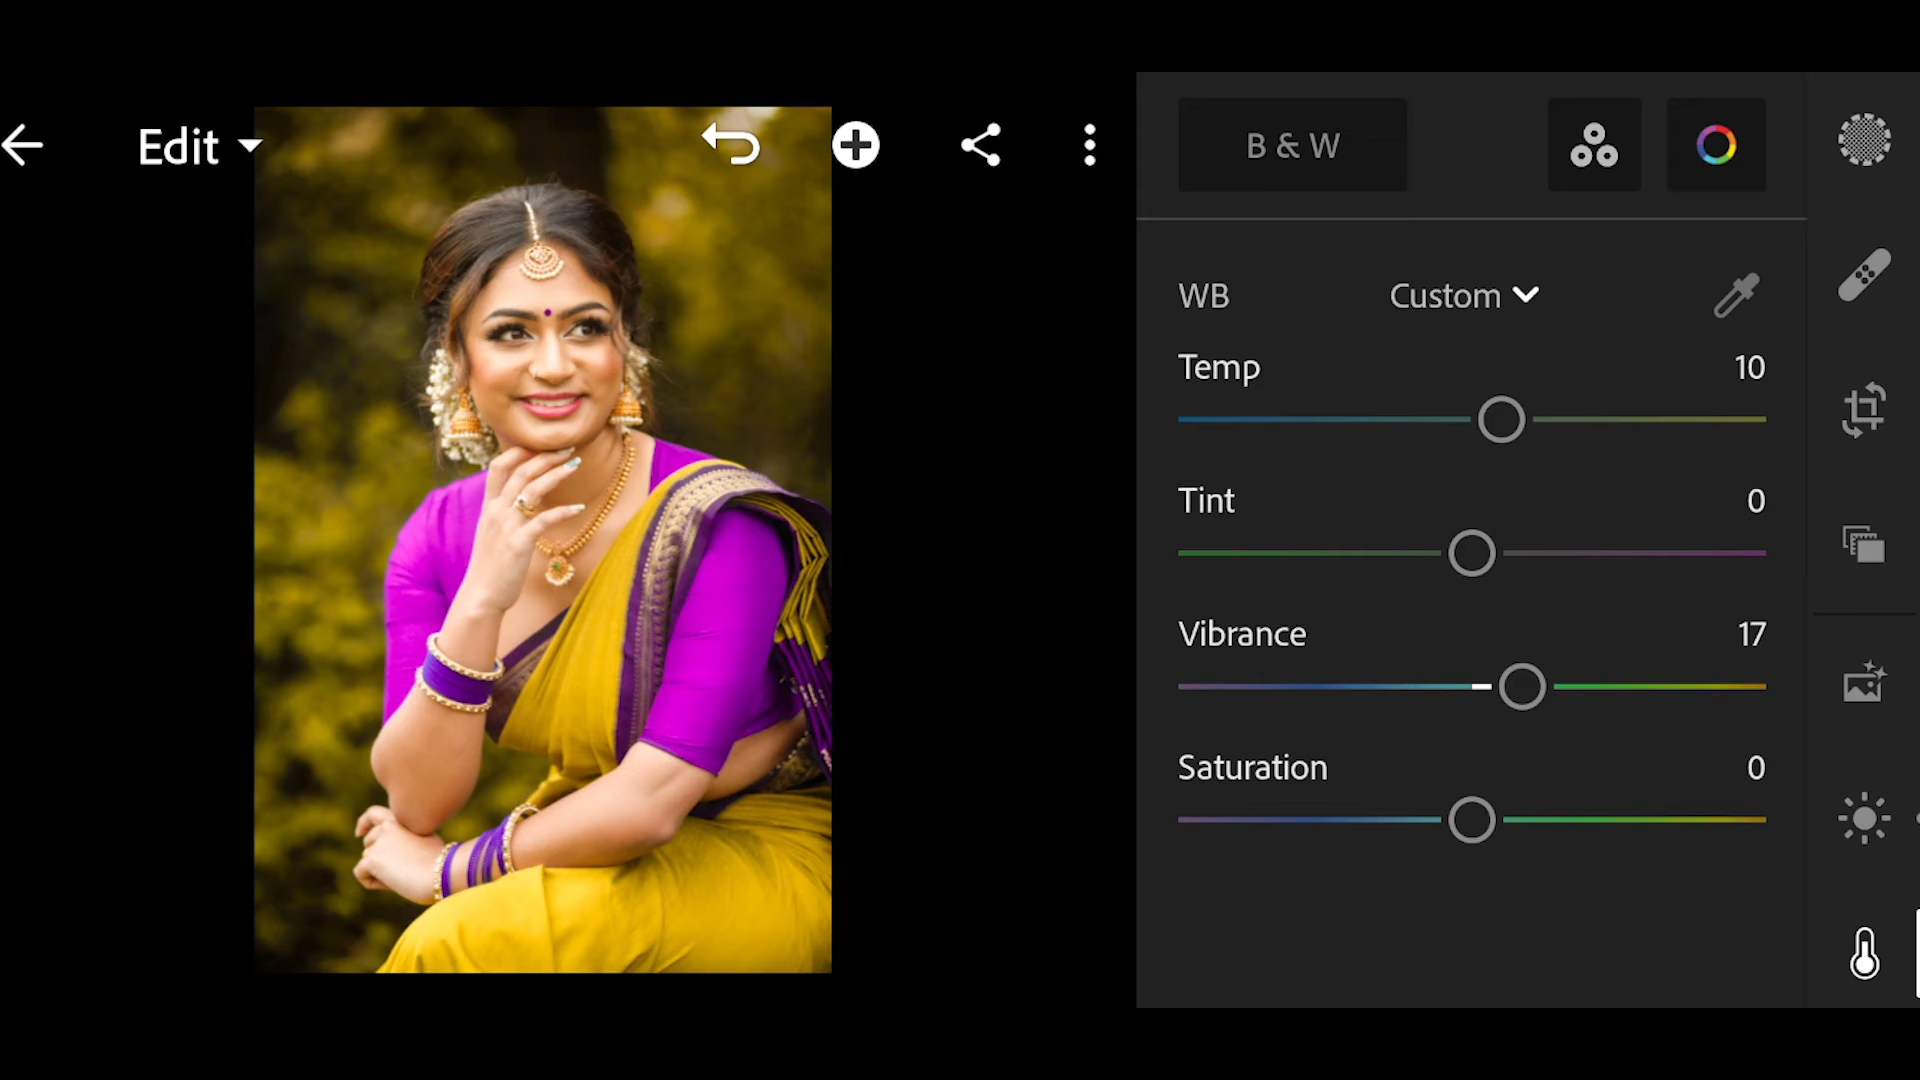 Edit
B & W
WB Custom
Temp 10
Tint 0
Vibrance 17
Saturation 0